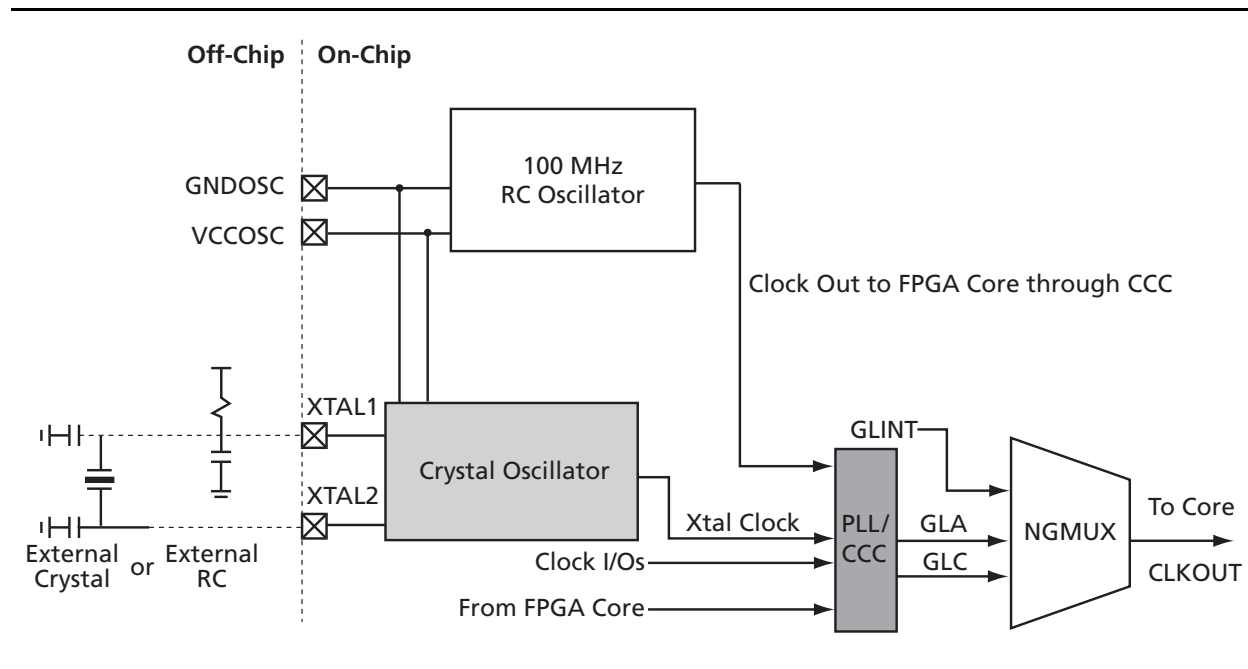 Off-Chip
On-Chip
100 MHz
RC Oscillator
GNDOSC
VCCOSC
Clock Out to FPGA Core through CCC
XTAL1
GLINT
Crystal Oscillator
XTAL2
Xtal Clock
PLL/
CCC
GLA
GLC
NGMUX
To Core
CLKOUT
External
Crystal
or
External
RC
Clock I/Os
From FPGA Core